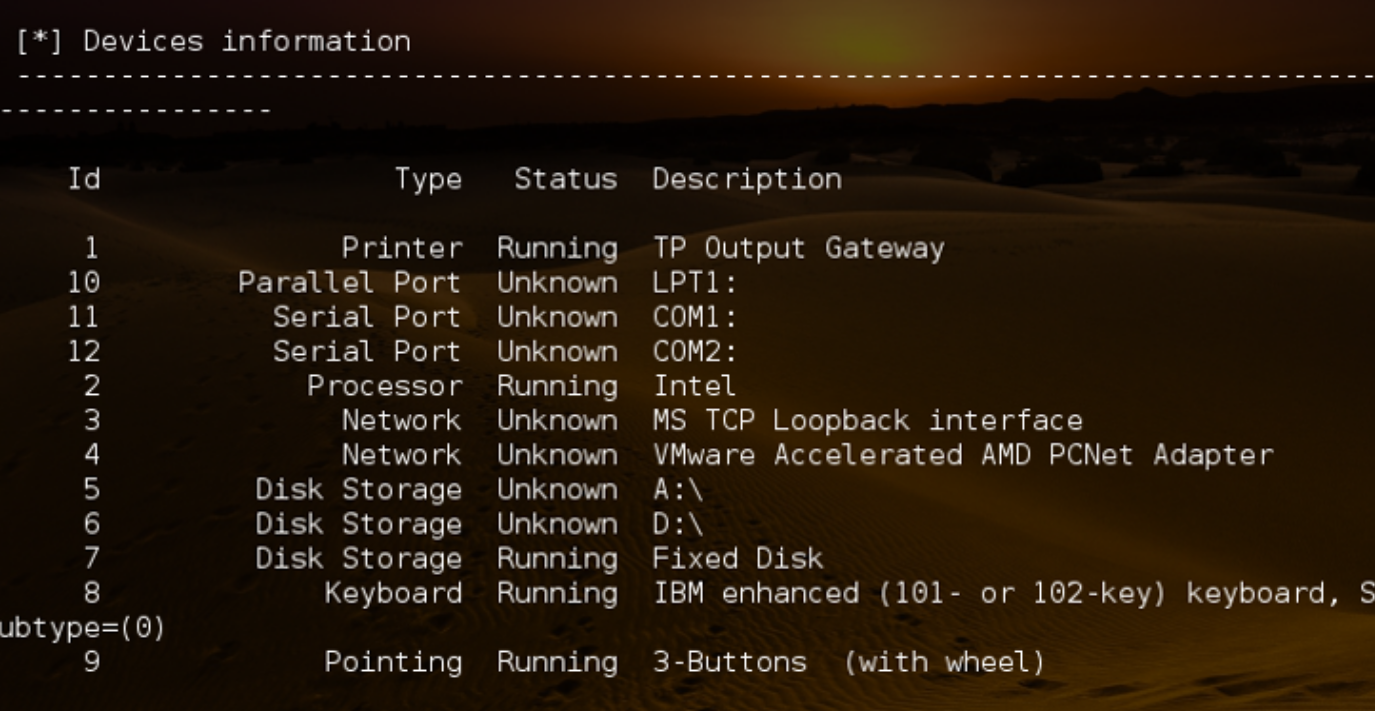 [*] Devices information
--------------------------------------------------------------------------------
----------------
Id Type Status Description
1 Printer Running TP Output Gateway
10 Parallel Port Unknown LPT1:
11 Serial Port Unknown COM1:
12 Serial Port Unknown COM2:
2 Processor Running Intel
3 Network Unknown MS TCP Loopback interface
4 Network Unknown VMware Accelerated AMD PCNet Adapter
5 Disk Storage Unknown A:\
6 Disk Storage Unknown D:\
7 Disk Storage Running Fixed Disk
8 Keyboard Running IBM enhanced (101- or 102-key) keyboard, S
ubtype=(0)
9 Pointing Running 3-Buttons (with wheel)